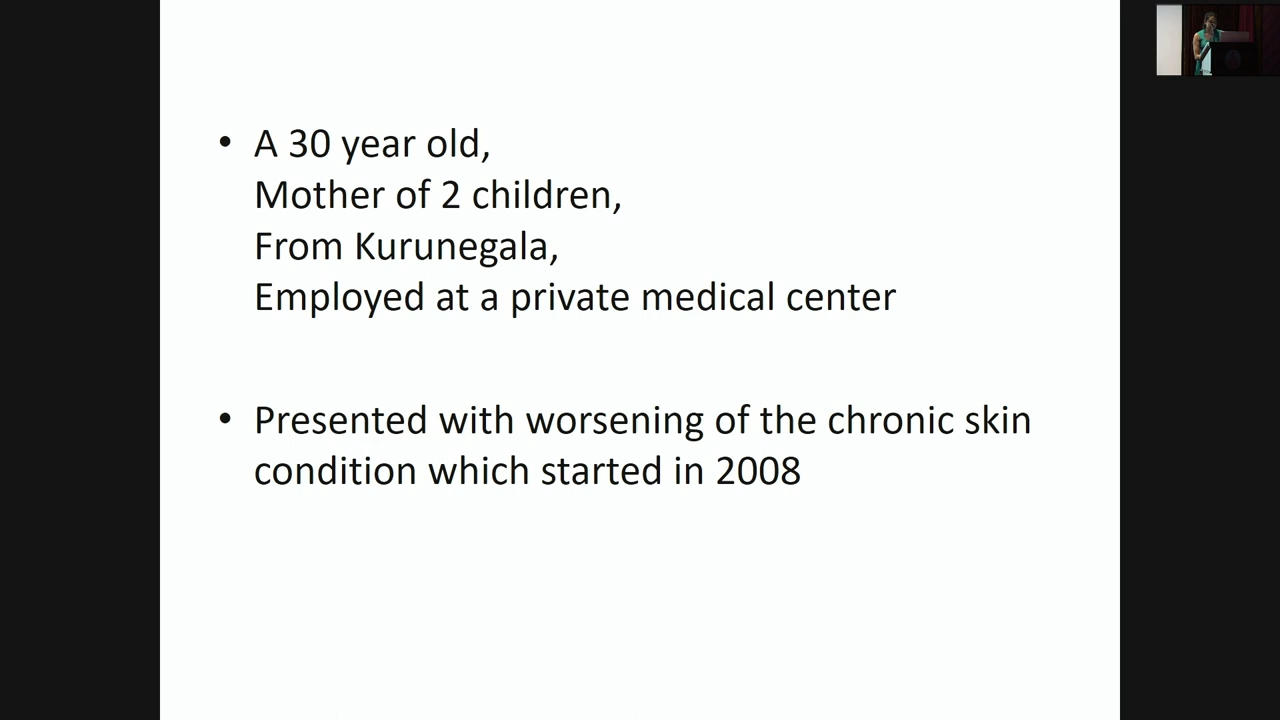 • A 30 year old,
Mother of 2 children,
From Kurunegala,
Employed at a private medical center
• Presented with worsening of the chronic skin
condition which started in 2008